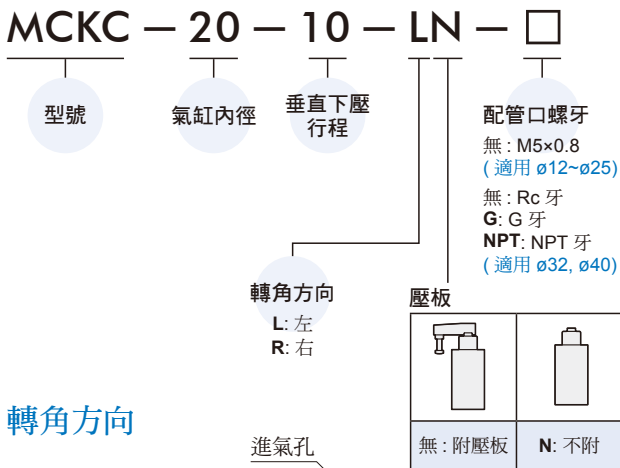 MCKC — 20 — 10 — LN — □
型號
氣缸內徑
垂直下壓
行程
配管口螺牙
無 : M5×0.8
( 適用 ø12~ø25)
無 : Rc 牙
G: G 牙
NPT: NPT 牙
( 適用 ø32, ø40)
轉角方向
L: 左
R: 右
壓板
無 : 附壓板
N: 不附
轉角方向
進氣孔